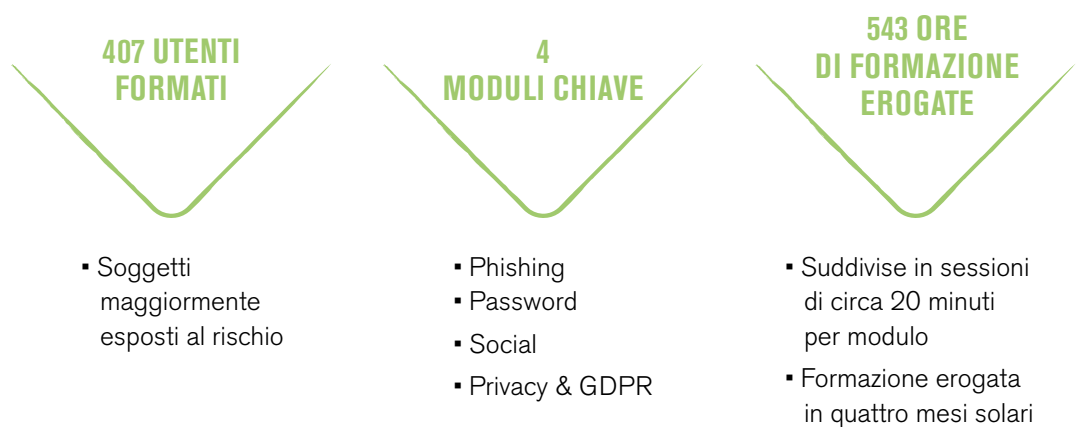 407 UTENTI
FORMATI
▪ Soggetti
maggiormente
esposti al rischio
4
MODULI CHIAVE
▪ Phishing
▪ Password
▪ Social
▪ Privacy & GDPR
543 ORE
DI FORMAZIONE
EROGATE
▪ Suddivise in sessioni
di circa 20 minuti
per modulo
▪ Formazione erogata
in quattro mesi solari